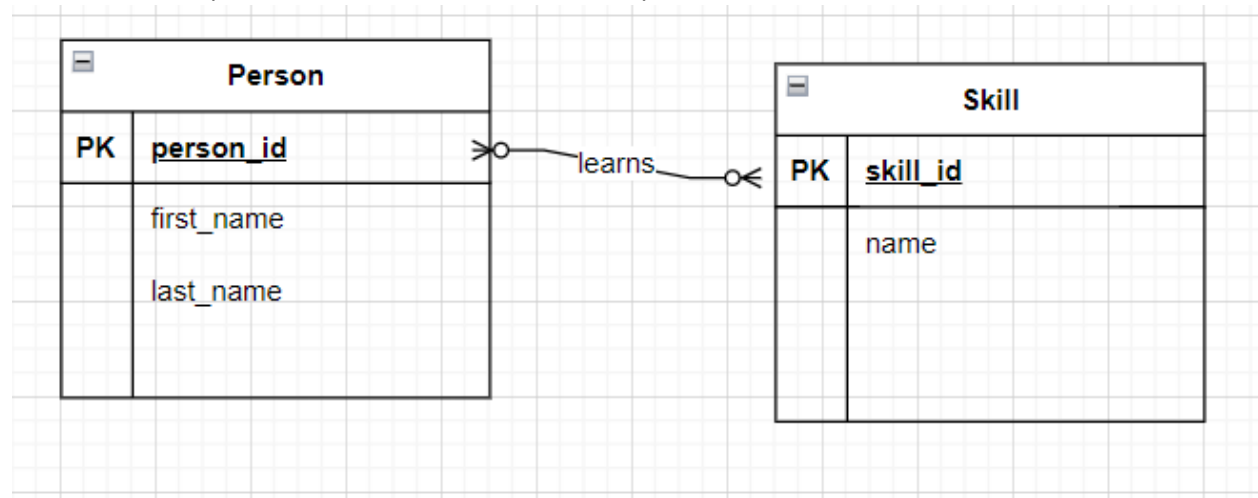 Person
PK person_id
first_name
last_name
learns
Skill
PK skill_id
name